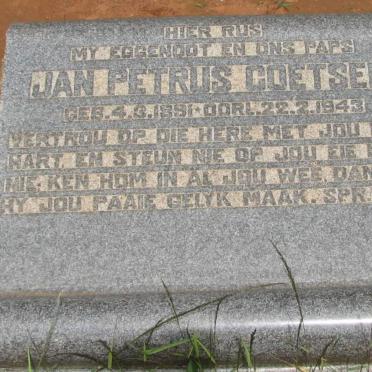 HIER RUS
MY EGGENOOT EN ONS PAPS
JAN PETRUS COETSE
GEB. 4.3.1891 OORL. 22.2.1943
VERTROU OP DIE HERE MET JOU
HART EN STEUN NIE OP JOU EIE
NIE, KEN HOM IN AL JOU WEE, DAN
HY JOU PAAIE GELYK MAAK. SPR.